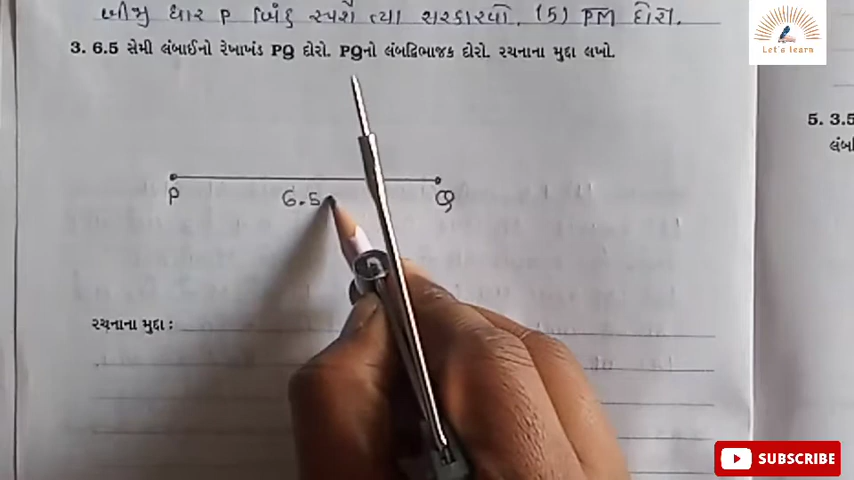 બીજી ધાર P બિંદુ સ્પર્શે ત્યા સરકાવવો. (5) PM દોરો.
3. 6.5 સેમી લંબાઈનો રેખાખંડ PQ દોરો. PQનો લંબદ્વિભાજક દોરો. રચનાના મુદ્દા લખો.
P
6.5
Q
રચનાના મુદ્દા :
5. 3.5
લંબ
Let's learn
SUBSCRIBE